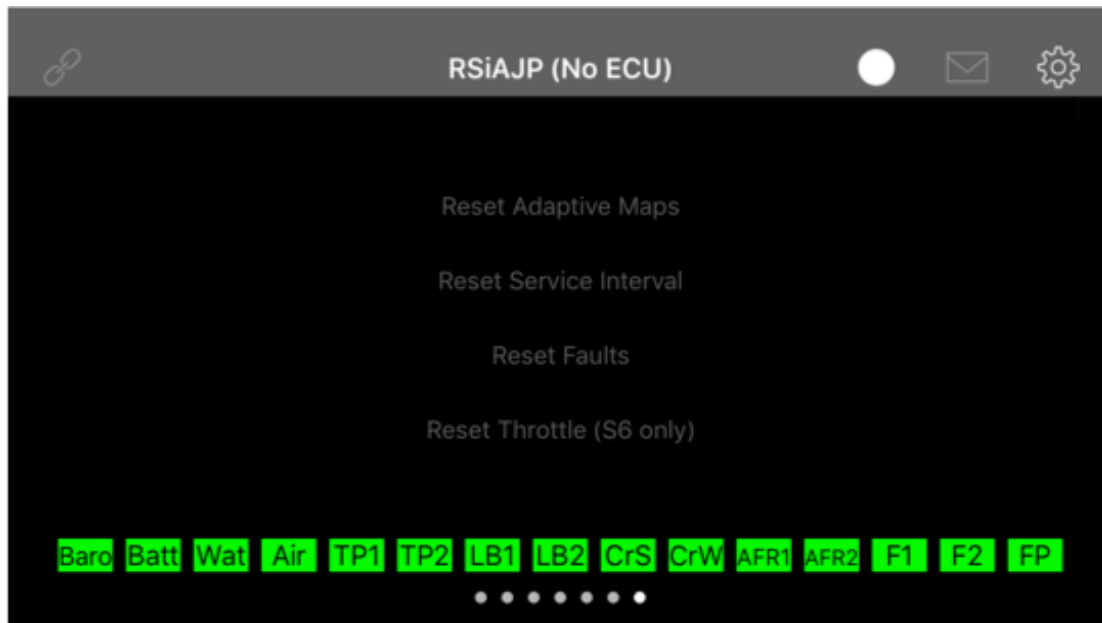 RSiAJP (No ECU)
Reset Adaptive Maps
Reset Service Interval
Reset Faults
Reset Throttle (S6 only)
Baro Batt Wat Air TP1 TP2 LB1 LB2 CrS CrW AFR1 AFR2 F1 F2 FP